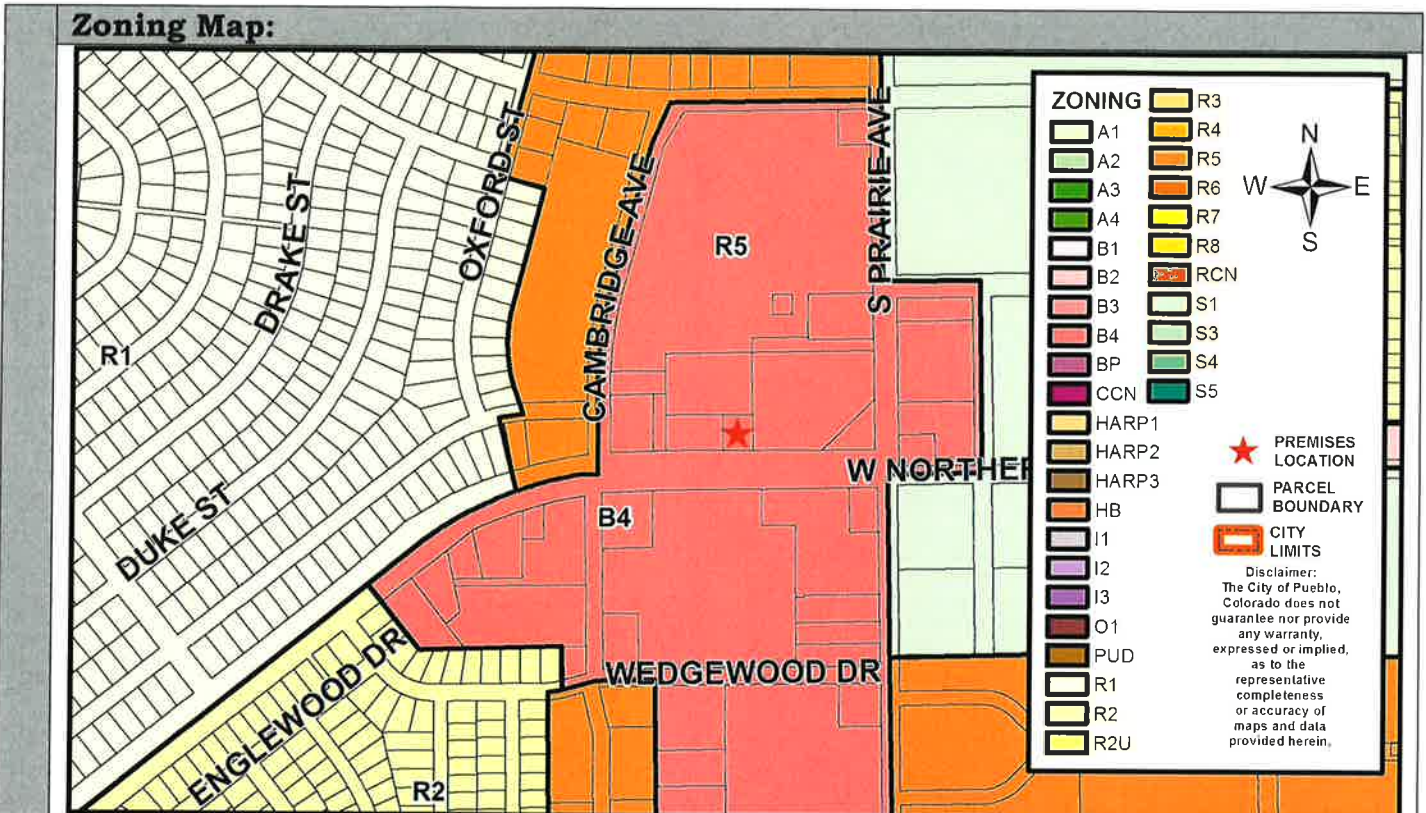 Zoning Map:
OXFORD ST
DRAKE ST
CAMBRIDGE AVE
S PRAIRIE AVE
R5
R1
W NORTHER
B4
DUKE ST
WEDGEWOOD DR
ENGLEWOOD DR
R2
ZONING
A1
A2
A3
A4
B1
B2
B3
B4
BP
CCN
HARP1
HARP2
HARP3
HB
I1
I2
I3
O1
PUD
R1
R2
R2U
R3
R4
R5
R6
R7
R8
RCN
S1
S3
S4
S5
N
W E
S
PREMISES
LOCATION
PARCEL
BOUNDARY
CITY
LIMITS
Disclaimer:
The City of Pueblo,
Colorado does not
guarantee nor provide
any warranty,
expressed or implied,
as to the
representative
completeness
or accuracy of
maps and data
provided herein.